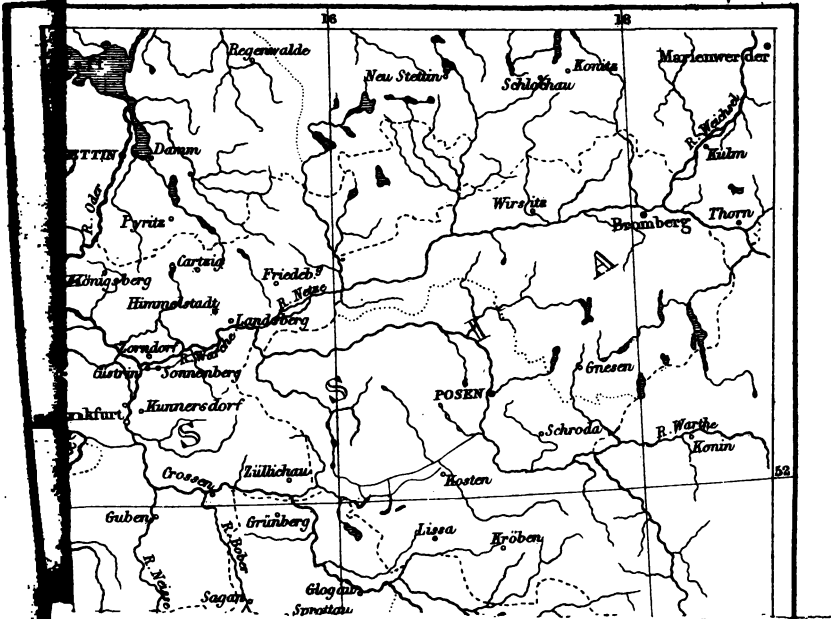 16
18
Regenwalde
Marienwerder
Neu Stettin
Konitz
Schlochau
R. Weichsel
Kulm
ETTIN
Damm
R. Oder
Pyritz
Wirsitz
Bromberg
Thorn
Cartzig
Königsberg
Friedeb.g
Himmelstadt
R. Netze
A
Landsberg
I
Zorndorf
R. Warthe
Cüstrin
Sonnenberg
Gnesen
S
POSEN
nkfurt
Kunnersdorf
S
Schroda
R. Warthe
Konin
Crossen
Züllichau
Kosten
52
Guben
Grünberg
R. Bober
Lissa
Kröben
R. Neisse
Sagan
Glogau
Sprottau